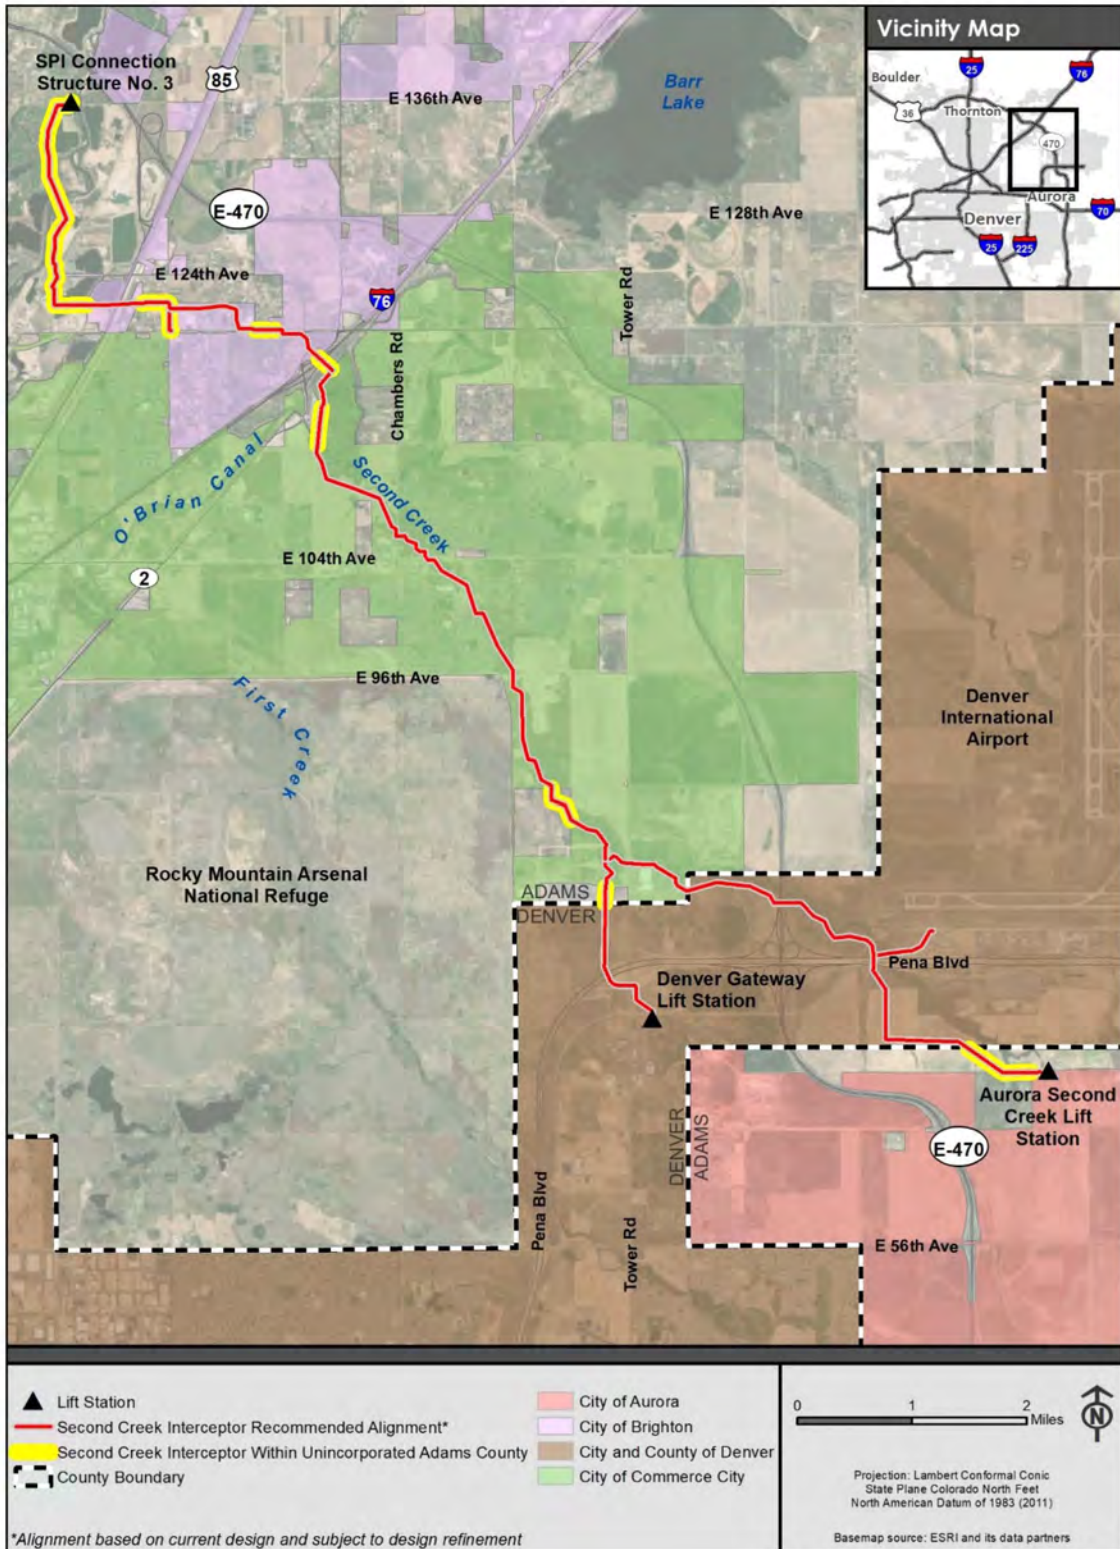 SPI Connection
Structure No. 3
85
E 136th Ave
Barr
Lake
Vicinity Map
25
76
Boulder
36
Thornton
470
Aurora
70
Denver
25
225
E-470
E 128th Ave
E 124th Ave
76
Tower Rd
Chambers Rd
O'Brian Canal
Second Creek
E 104th Ave
2
E 96th Ave
First Creek
Denver
International
Airport
Rocky Mountain Arsenal
National Refuge
ADAMS
DENVER
Pena Blvd
Denver Gateway
Lift Station
Aurora Second
Creek Lift
Station
DENVER
ADAMS
E-470
Pena Blvd
Tower Rd
E 56th Ave
Lift Station
Second Creek Interceptor Recommended Alignment*
Second Creek Interceptor Within Unincorporated Adams County
County Boundary
*Alignment based on current design and subject to design refinement
City of Aurora
City of Brighton
City and County of Denver
City of Commerce City
0 1 2
Miles
N
Projection: Lambert Conformal Conic
State Plane Colorado North Feet
North American Datum of 1983 (2011)
Basemap source: ESRI and its data partners